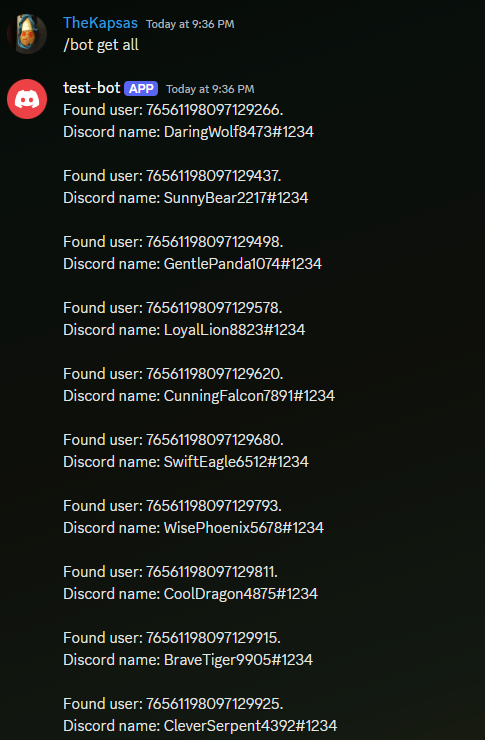 TheKapsas Today at 9:36 PM
/bot get all
test-bot APP Today at 9:36 PM
Found user: 76561198097129266.
Discord name: DaringWolf8473#1234
Found user: 76561198097129437.
Discord name: SunnyBear2217#1234
Found user: 76561198097129498.
Discord name: GentlePanda1074#1234
Found user: 76561198097129578.
Discord name: LoyalLion8823#1234
Found user: 76561198097129620.
Discord name: CunningFalcon7891#1234
Found user: 76561198097129680.
Discord name: SwiftEagle6512#1234
Found user: 76561198097129793.
Discord name: WisePhoenix5678#1234
Found user: 76561198097129811.
Discord name: CoolDragon4875#1234
Found user: 76561198097129915.
Discord name: BraveTiger9905#1234
Found user: 76561198097129925.
Discord name: CleverSerpent4392#1234